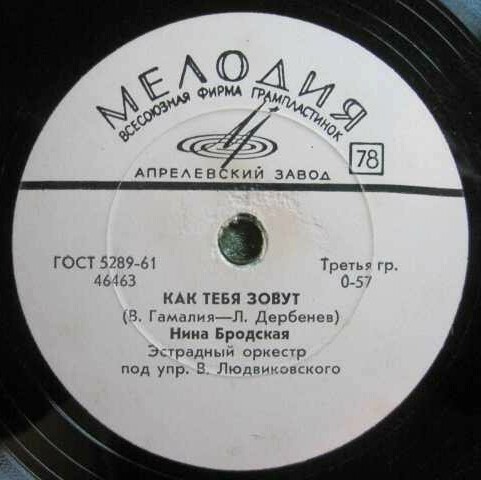 МЕЛОДИЯ
ВСЕСОЮЗНАЯ ФИРМА ГРАМПЛАСТИНОК
78
АПРЕЛЕВСКИЙ ЗАВОД
ГОСТ 5289-61
46463
Третья гр.
0-57
КАК ТЕБЯ ЗОВУТ
(В. Гамалия—Л. Дербенев)
Нина Бродская
Эстрадный оркестр
под упр. В. Людвиковского